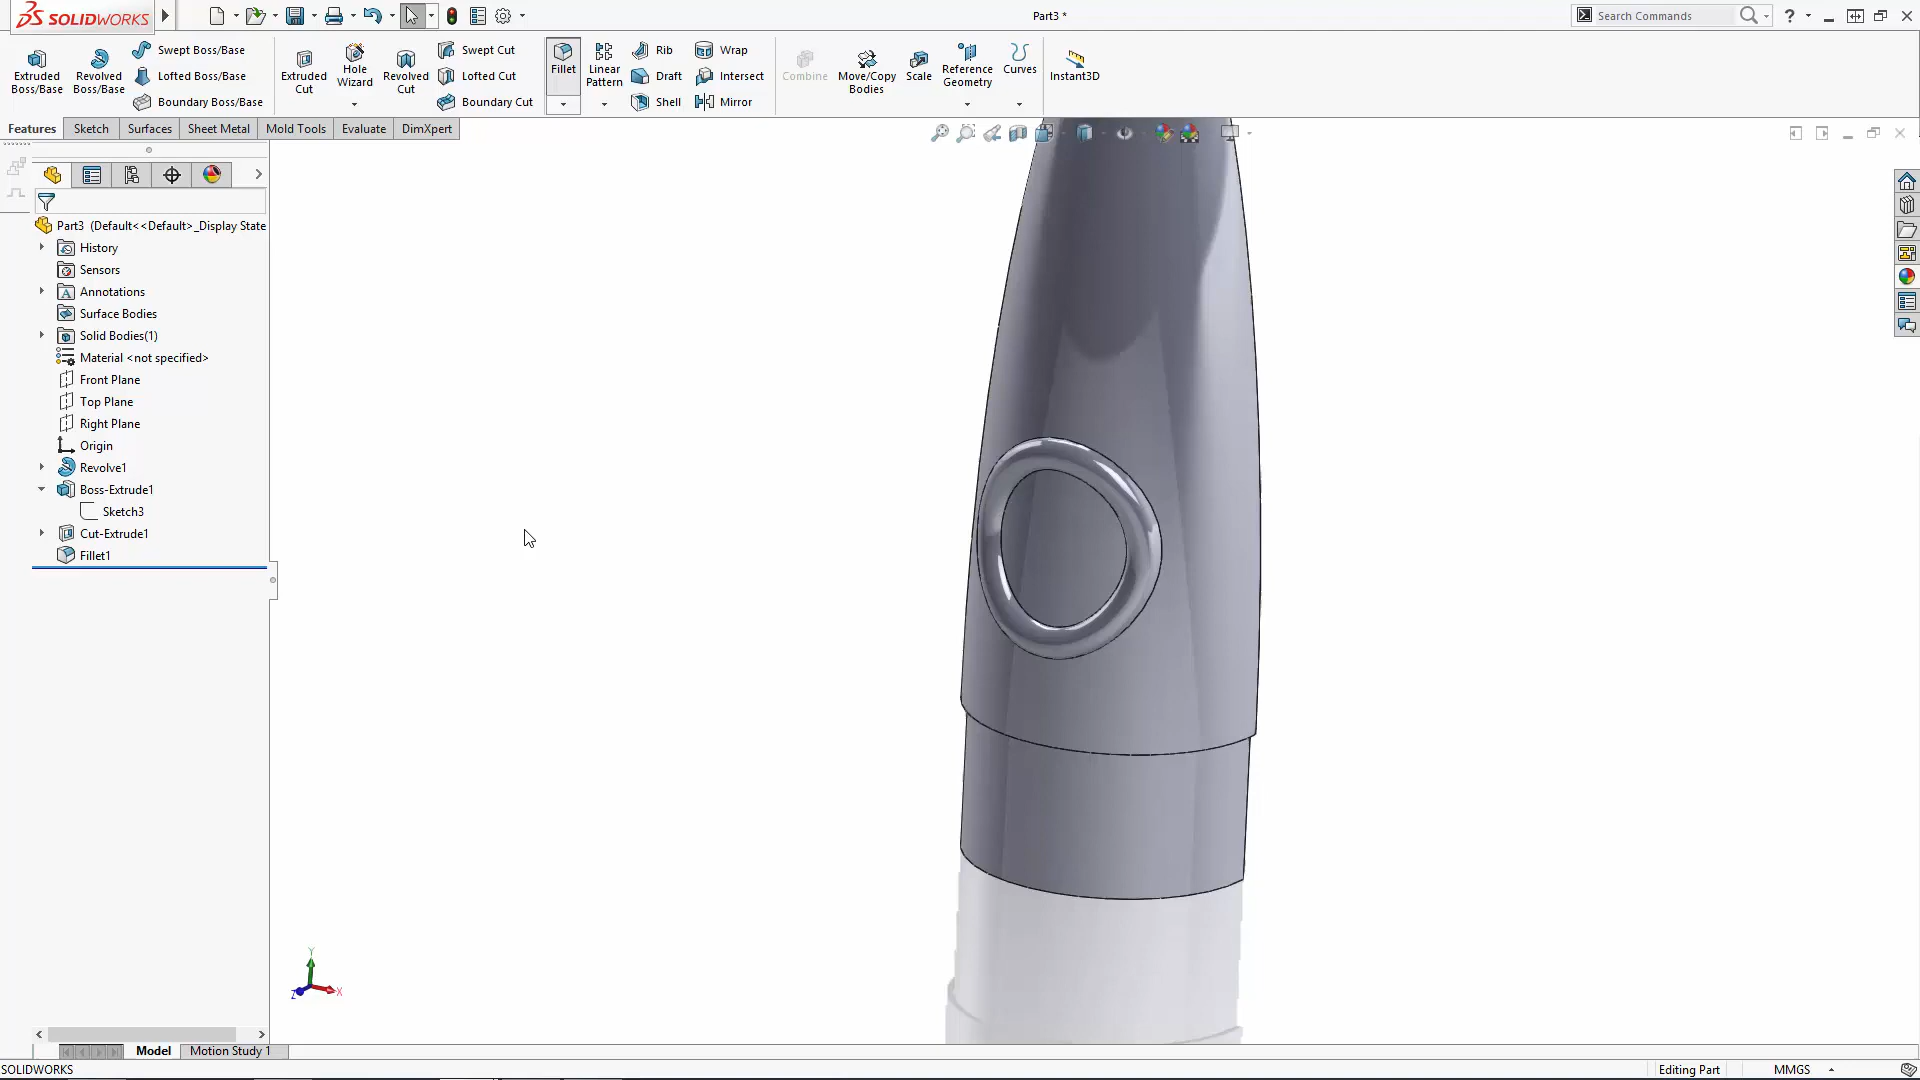 SOLIDWORKS
Part3 *
Search Commands
Extruded Boss/Base
Revolved Boss/Base
Swept Boss/Base
Lofted Boss/Base
Boundary Boss/Base
Extruded Cut
Hole Wizard
Revolved Cut
Swept Cut
Lofted Cut
Boundary Cut
Fillet
Linear Pattern
Rib
Draft
Shell
Wrap
Intersect
Mirror
Combine
Move/Copy Bodies
Scale
Reference Geometry
Curves
Instant3D
Features
Sketch
Surfaces
Sheet Metal
Mold Tools
Evaluate
DimXpert
Part3 (Default<<Default>_Display State
History
Sensors
Annotations
Surface Bodies
Solid Bodies(1)
Material <not specified>
Front Plane
Top Plane
Right Plane
Origin
Revolve1
Boss-Extrude1
Sketch3
Cut-Extrude1
Fillet1
Y
X
Z
Model
Motion Study 1
SOLIDWORKS
Editing Part
MMGS